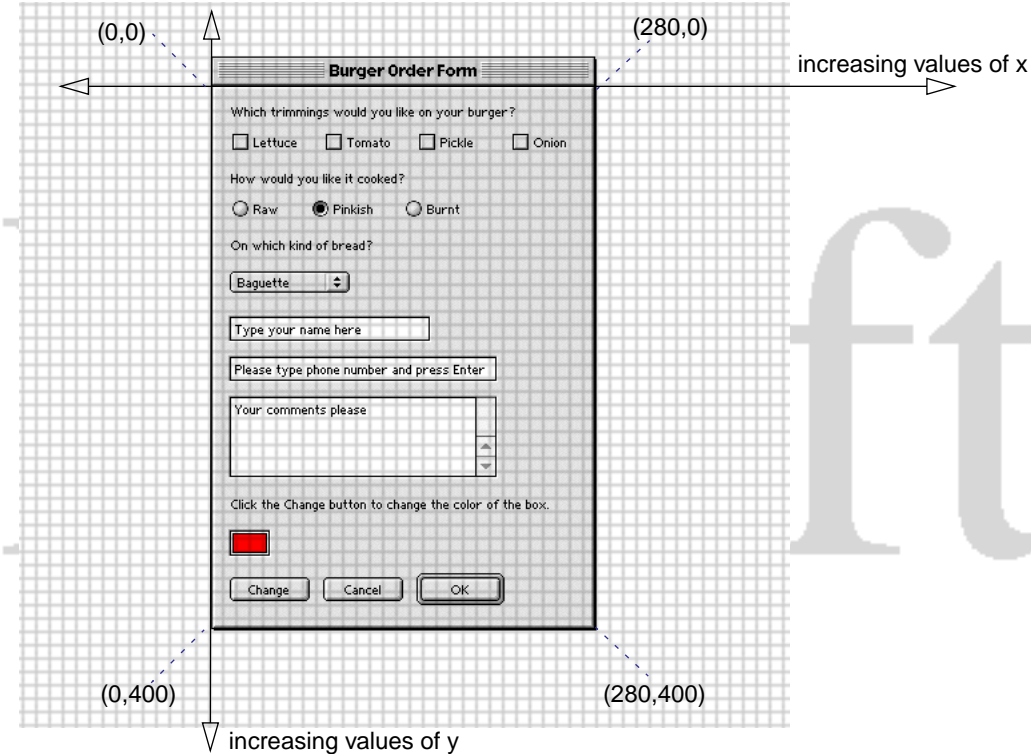 (0,0)
(280,0)
increasing values of x
Burger Order Form
Which trimmings would you like on your burger?
Lettuce Tomato Pickle Onion
How would you like it cooked?
Raw Pinkish Burnt
On which kind of bread?
Baguette
Type your name here
Please type phone number and press Enter
Your comments please
Click the Change button to change the color of the box.
Change Cancel OK
(0,400)
(280,400)
increasing values of y
ft